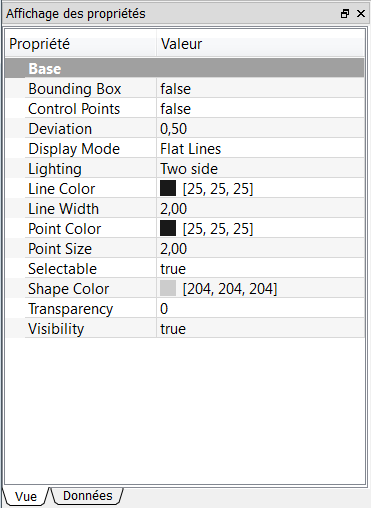 Affichage des propriétés
Propriété Valeur
Base
Bounding Box false
Control Points false
Deviation 0,50
Display Mode Flat Lines
Lighting Two side
Line Color [25, 25, 25]
Line Width 2,00
Point Color [25, 25, 25]
Point Size 2,00
Selectable true
Shape Color [204, 204, 204]
Transparency 0
Visibility true
Vue Données